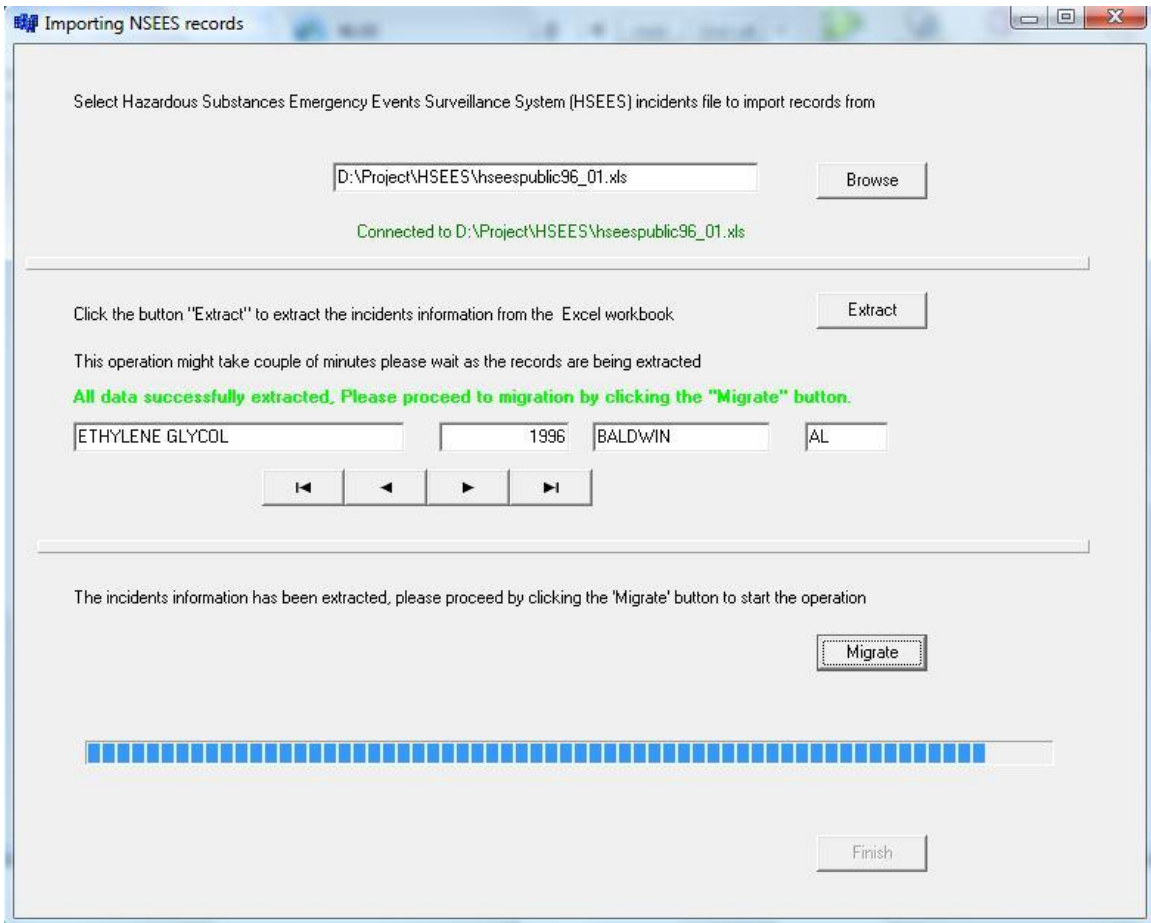 Importing NSEES records
Select Hazardous Substances Emergency Events Surveillance System (HSEES) incidents file to import records from
D:\Project\HSEES\hseespublic96_01.xls
Browse
Connected to D:\Project\HSEES\hseespublic96_01.xls
Click the button "Extract" to extract the incidents information from the Excel workbook
Extract
This operation might take couple of minutes please wait as the records are being extracted
All data successfully extracted, Please proceed to migration by clicking the "Migrate" button.
ETHYLENE GLYCOL 1996 BALDWIN AL
The incidents information has been extracted, please proceed by clicking the 'Migrate' button to start the operation
Migrate
Finish